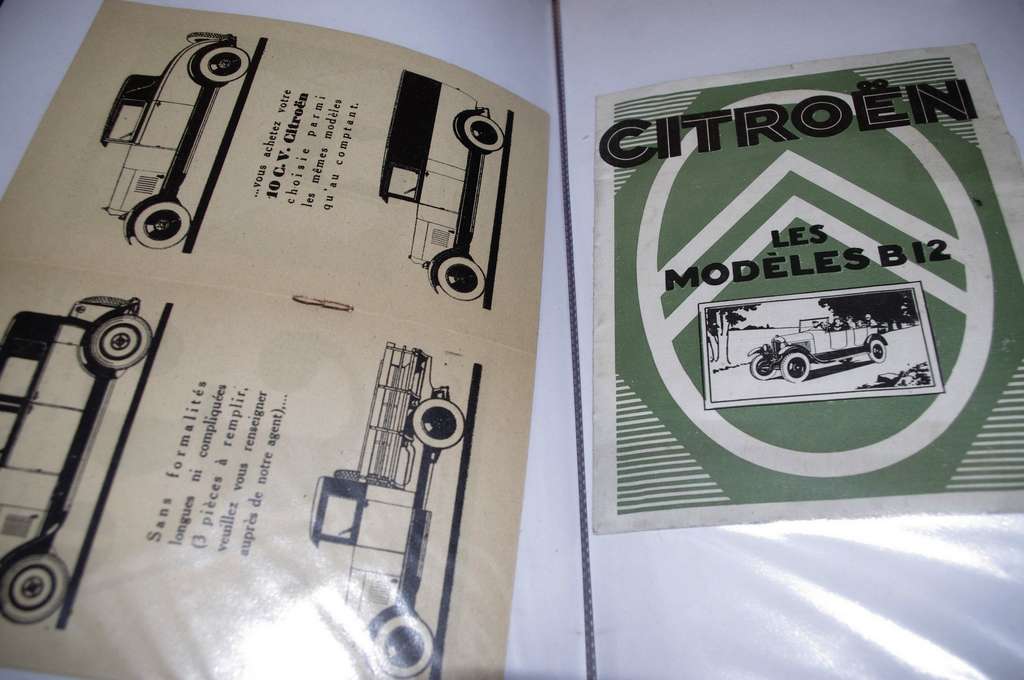 ...vous achetez votre
10 C. V. Citroën
choisie parmi
les mêmes modèles
qu'au comptant.
Sans formalités
longues ni compliquées
(3 pièces à remplir,
veuillez vous renseigner
auprès de notre agent),...
CITROËN
LES
MODÈLES B12